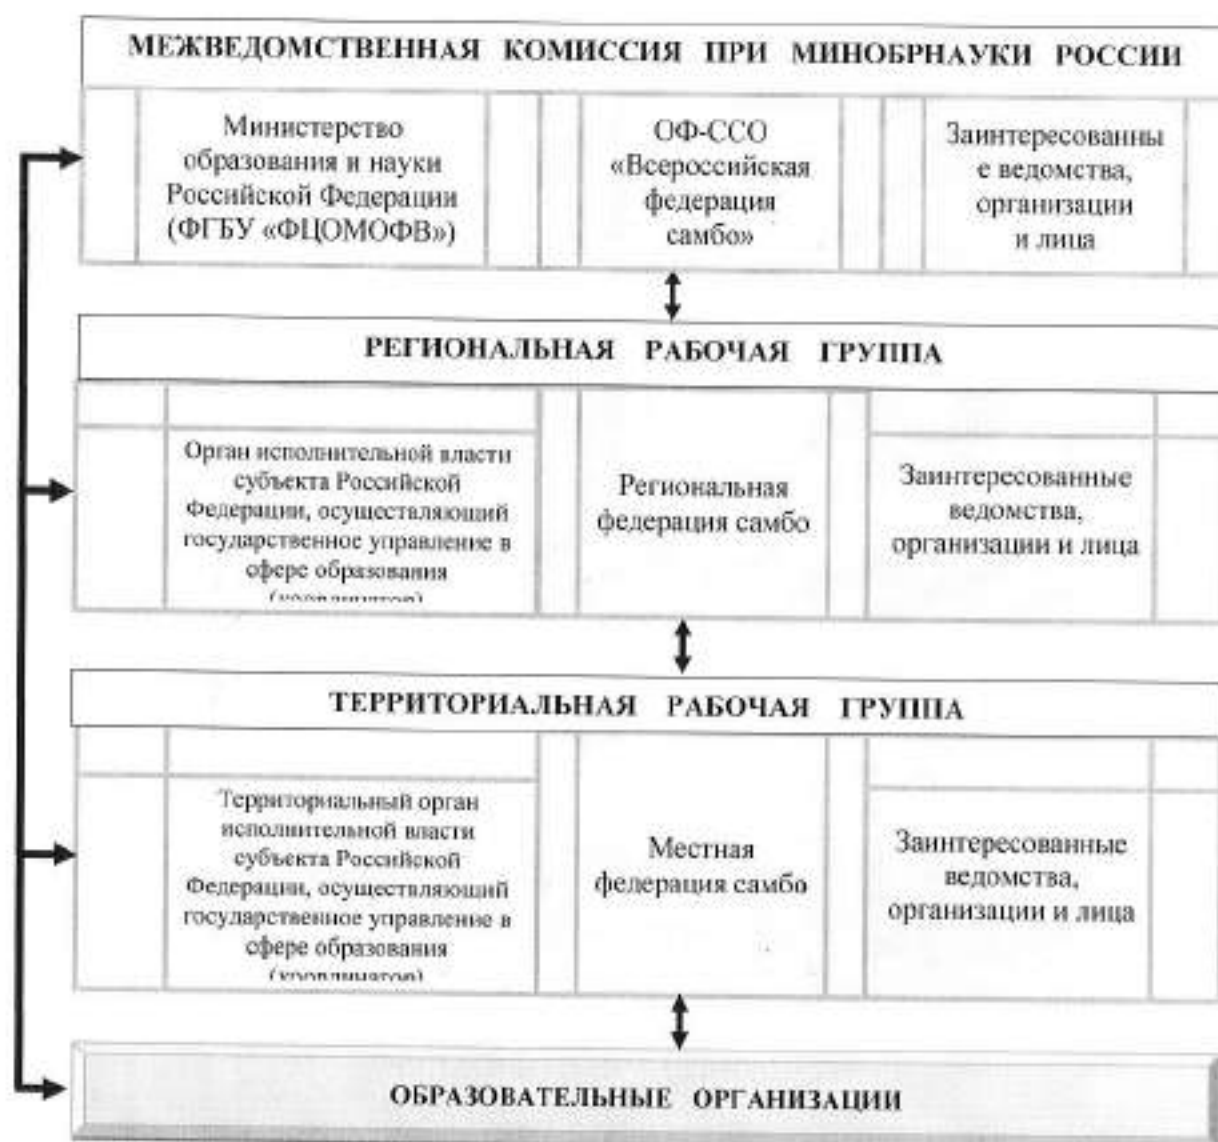 МЕЖВЕДОМСТВЕННАЯ КОМИССИЯ ПРИ МИНОБРНАУКИ РОССИИ
Министерство
образования и науки
Российской Федерации
(ФГБУ «ФЦОМОФВ»)
ОФ-ССО
«Всероссийская
федерация
самбо»
Заинтересованны
е ведомства,
организации
и лица
РЕГИОНАЛЬНАЯ РАБОЧАЯ ГРУППА
Орган исполнительной власти
субъекта Российской
Федерации, осуществляющий
государственное управление в
сфере образования
(координатор)
Региональная
федерация самбо
Заинтересованные
ведомства,
организации и лица
ТЕРРИТОРИАЛЬНАЯ РАБОЧАЯ ГРУППА
Территориальный орган
исполнительной власти
субъекта Российской
Федерации, осуществляющий
государственное управление в
сфере образования
(координатор)
Местная
федерация самбо
Заинтересованные
ведомства,
организации и лица
ОБРАЗОВАТЕЛЬНЫЕ ОРГАНИЗАЦИИ